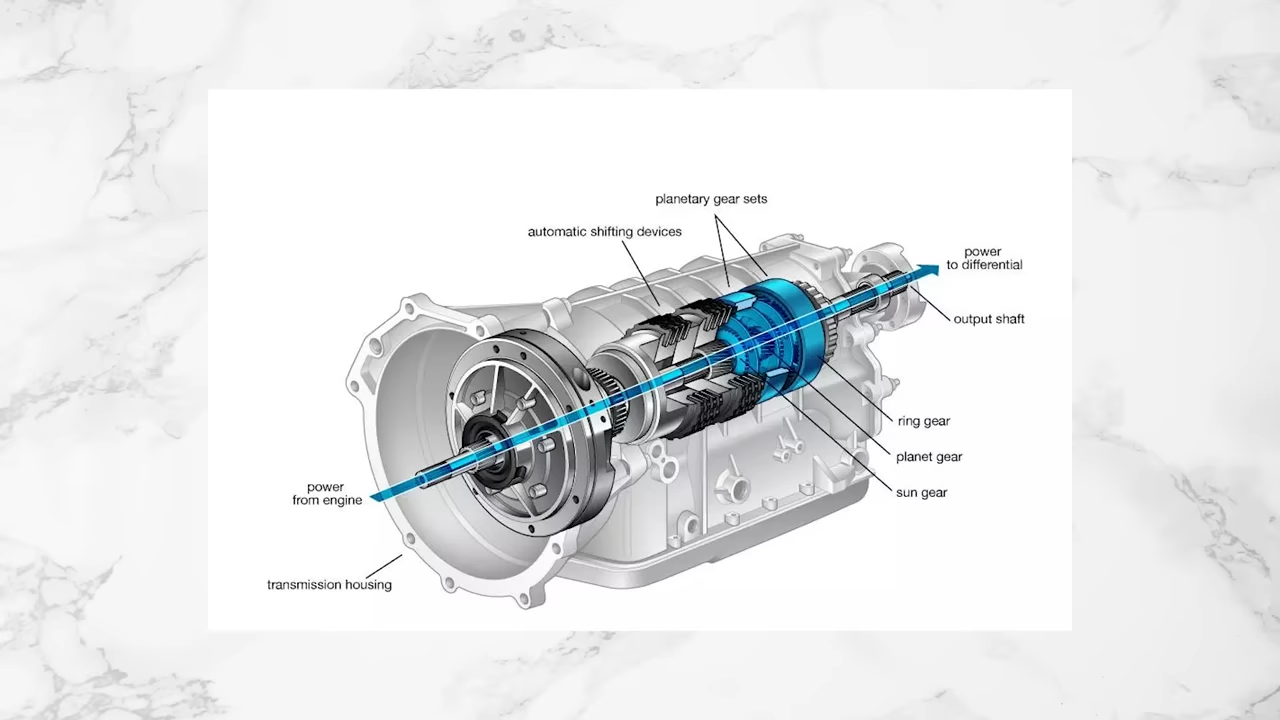 planetary gear sets
automatic shifting devices
power
to differential
output shaft
ring gear
planet gear
sun gear
power
from engine
transmission housing